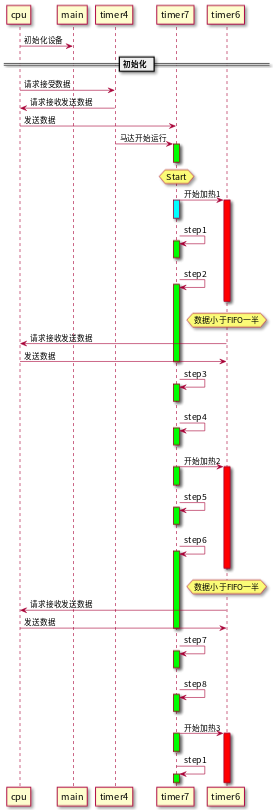 cpu main timer4 timer7 timer6
初始化设备
初始化
请求接受数据
请求接收发送数据
发送数据
马达开始运行
Start
开始加热1
step1
step2
数据小于FIFO一半
请求接收发送数据
发送数据
step3
step4
开始加热2
step5
step6
数据小于FIFO一半
请求接收发送数据
发送数据
step7
step8
开始加热3
step1
cpu main timer4 timer7 timer6